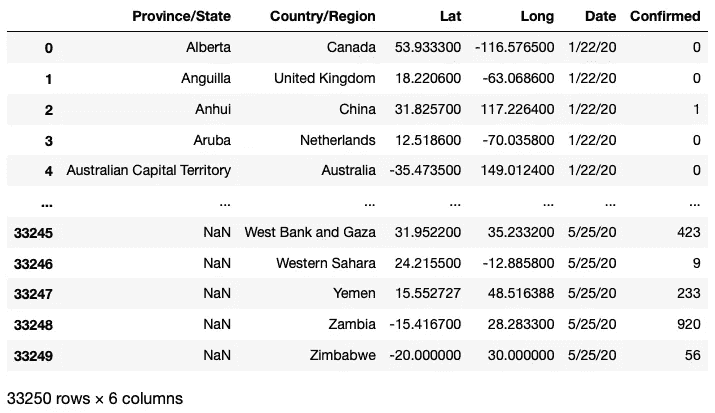 Province/State Country/Region Lat Long Date Confirmed
0 Alberta Canada 53.933300 -116.576500 1/22/20 0
1 Anguilla United Kingdom 18.220600 -63.068600 1/22/20 0
2 Anhui China 31.825700 117.226400 1/22/20 1
3 Aruba Netherlands 12.518600 -70.035800 1/22/20 0
4 Australian Capital Territory Australia -35.473500 149.012400 1/22/20 0
... ... ... ... ... ... ...
33245 NaN West Bank and Gaza 31.952200 35.233200 5/25/20 423
33246 NaN Western Sahara 24.215500 -12.885800 5/25/20 9
33247 NaN Yemen 15.552727 48.516388 5/25/20 233
33248 NaN Zambia -15.416700 28.283300 5/25/20 920
33249 NaN Zimbabwe -20.000000 30.000000 5/25/20 56
33250 rows × 6 columns